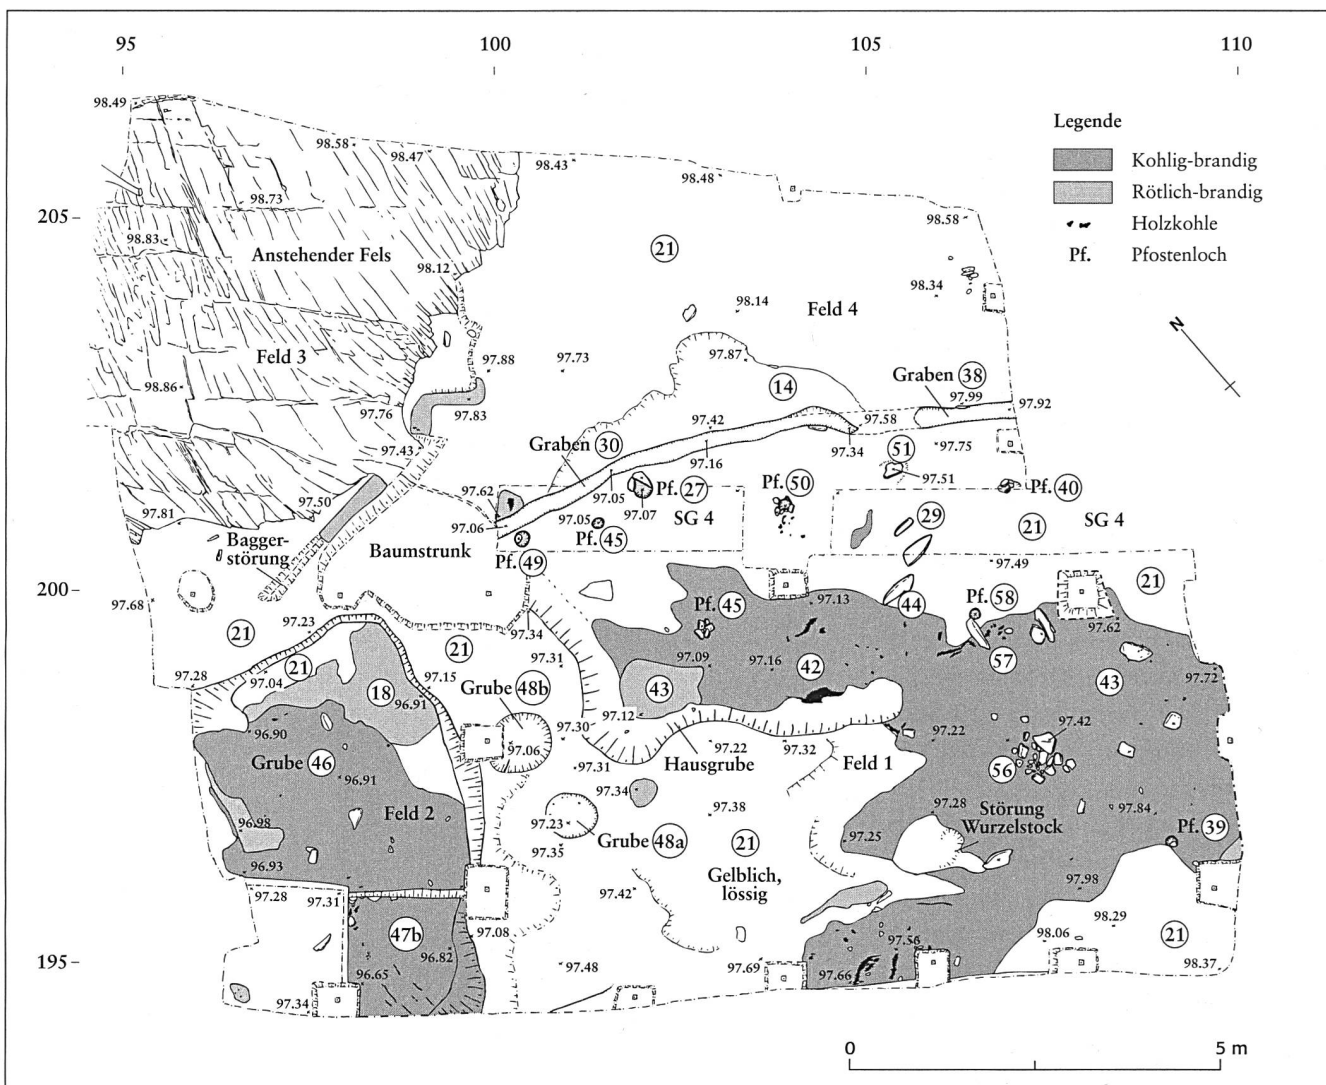 95 100 105 110
98.49
98.58
98.47
98.43
98.48
Legende
Kohlig-brandig
Rötlich-brandig
Holzkohle
Pf. Pfostenloch
205
98.73
98.58
98.83
Anstehender Fels
21
98.12
98.34
98.14
Feld 4
N
Feld 3
97.88
97.73
97.87
98.86
14
Graben 38
97.99
97.92
97.76
97.83
97.42
97.58
97.43
Graben 30
97.16
97.34
51
97.75
97.51
97.50
97.62
97.05
Pf. 27
Pf. 50
Pf. 40
97.81
97.06
97.05
97.07
SG 4
29
21
SG 4
Bagger-
störung
Baumstrunk
Pf. 45
Pf. 49
97.49
200
97.68
Pf. 45
97.13
44
Pf. 58
21
97.23
97.34
97.62
21
21
97.31
97.09
97.16
42
57
43
97.28
97.04
18
97.15
96.91
Grube 48b
43
97.72
97.12
96.90
97.30
97.06
97.22
97.32
97.22
97.42
Grube 46
96.91
97.31
Hausgrube
Feld 1
56
97.34
Feld 2
97.38
97.28
Störung
Wurzelstock
97.84
96.98
97.23
Grube 48a
21
97.25
Pf. 39
97.35
96.93
Gelblich,
lössig
97.28
97.31
97.42
97.98
47b
97.08
98.29
96.82
97.56
98.06
21
195
96.65
97.48
97.69
97.66
98.37
97.34
0 5 m